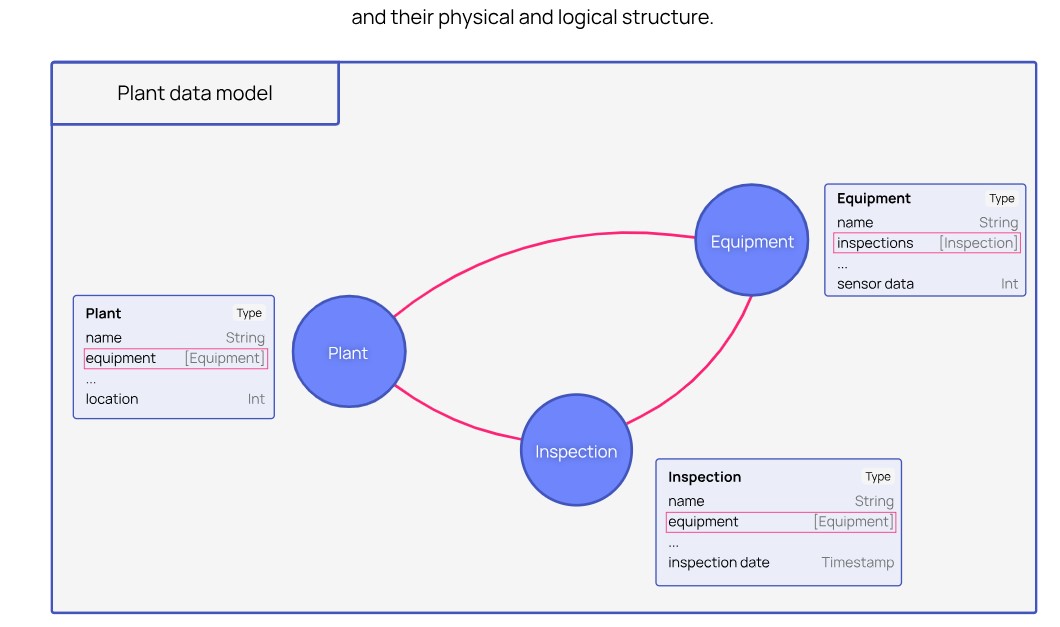 and their physical and logical structure.
Plant data model
Equipment Type
name String
inspections [Inspection]
...
sensor data Int
Equipment
Plant Type
name String
equipment [Equipment]
...
location Int
Plant
Inspection
Inspection Type
name String
equipment [Equipment]
...
inspection date Timestamp